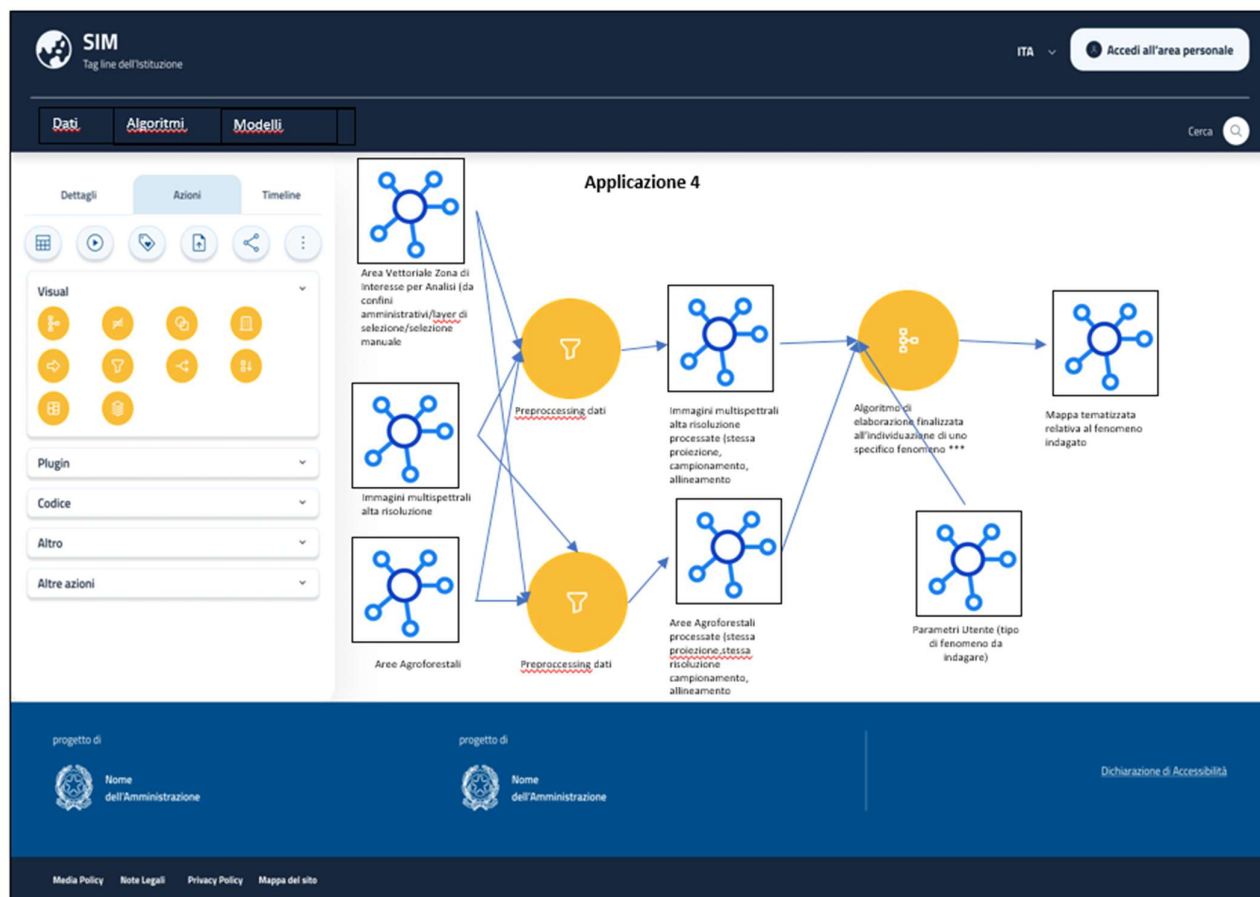 SIM
Tag line dell'Istituzione
ITA
Accedi all'area personale
Dati
Algoritmi
Modelli
Cerca
Dettagli
Azioni
Timeline
Visual
Plugin
Codice
Altro
Altre azioni
Applicazione 4
Area Vettoriale Zona di
Interesse per Analisi (da
confini
amministrativi/layer di
selezione/selezione
manuale
Immagini multispettrali
alta risoluzione
Aree Agroforestali
Preproccessing dati
Preproccessing dati
Immagini multispettrali
alta risoluzione
processate (stessa
proiezione,
campionamento,
allineamento
Aree Agroforestali
processate (stessa
proiezione,stessa
risoluzione
campionamento,
allineamento
Algoritmo di
elaborazione finalizzata
all'individuazione di uno
specifico fenomeno ***
Parametri Utente (tipo
di fenomeno da
indagare)
Mappa tematizzata
relativa al fenomeno
indagato
progetto di
Nome
dell'Amministrazione
progetto di
Nome
dell'Amministrazione
Dichiarazione di Accessibilità
Media Policy
Note Legali
Privacy Policy
Mappa del sito